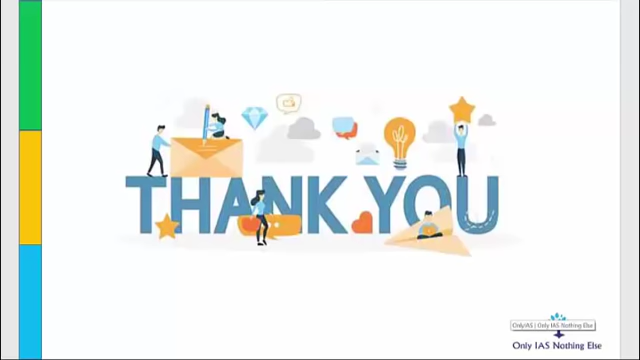 THANK YOU
OnlyIAS | Only IAS Nothing Else
Only IAS Nothing Else